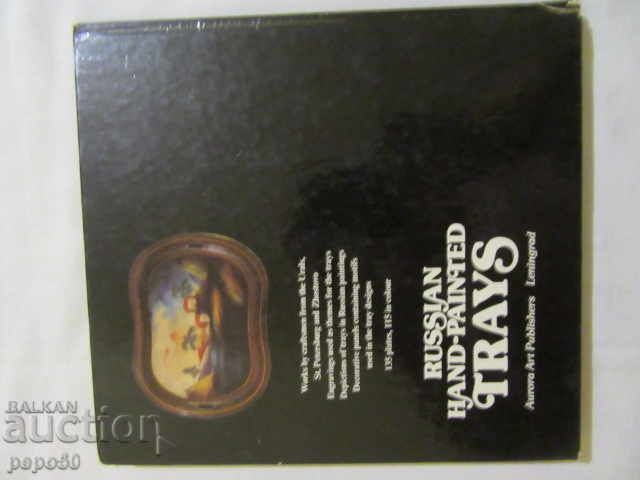 Works by craftsmen from the Urals,
St. Petersburg and Zhostovo
Engravings used as themes for the trays
Depictions of trays in Russian paintings
Decorative panels containing motifs
used in the tray designs
135 plates, 115 in colour
RUSSIAN
HAND-PAINTED
TRAYS
Aurora Art Publishers Leningrad
BALKAN
auction
papo50